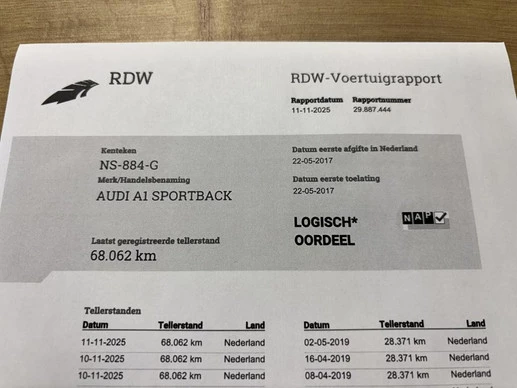 RDW
RDW-Voertuigrapport
Rapportdatum Rapportnummer
11-11-2025 29.887.444
Kenteken
NS-884-G
Merk/Handelsbenaming
AUDI A1 SPORTBACK
Laatst geregistreerde tellerstand
68.062 km
Datum eerste afgifte in Nederland
22-05-2017
Datum eerste toelating
22-05-2017
LOGISCH*
OORDEEL
NAP
Tellerstanden
Datum Tellerstand Land
11-11-2025 68.062 km Nederland
10-11-2025 68.062 km Nederland
10-11-2025 68.062 km Nederland
Datum Tellerstand Land
02-05-2019 28.371 km Nederland
16-04-2019 28.371 km Nederland
08-04-2019 28.371 km Nederland